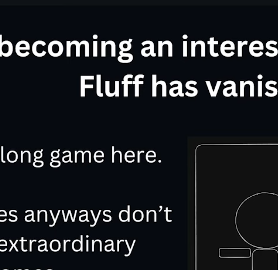 becoming an interes
Fluff has vanis
long game here.
es anyways don’t
extraordinary